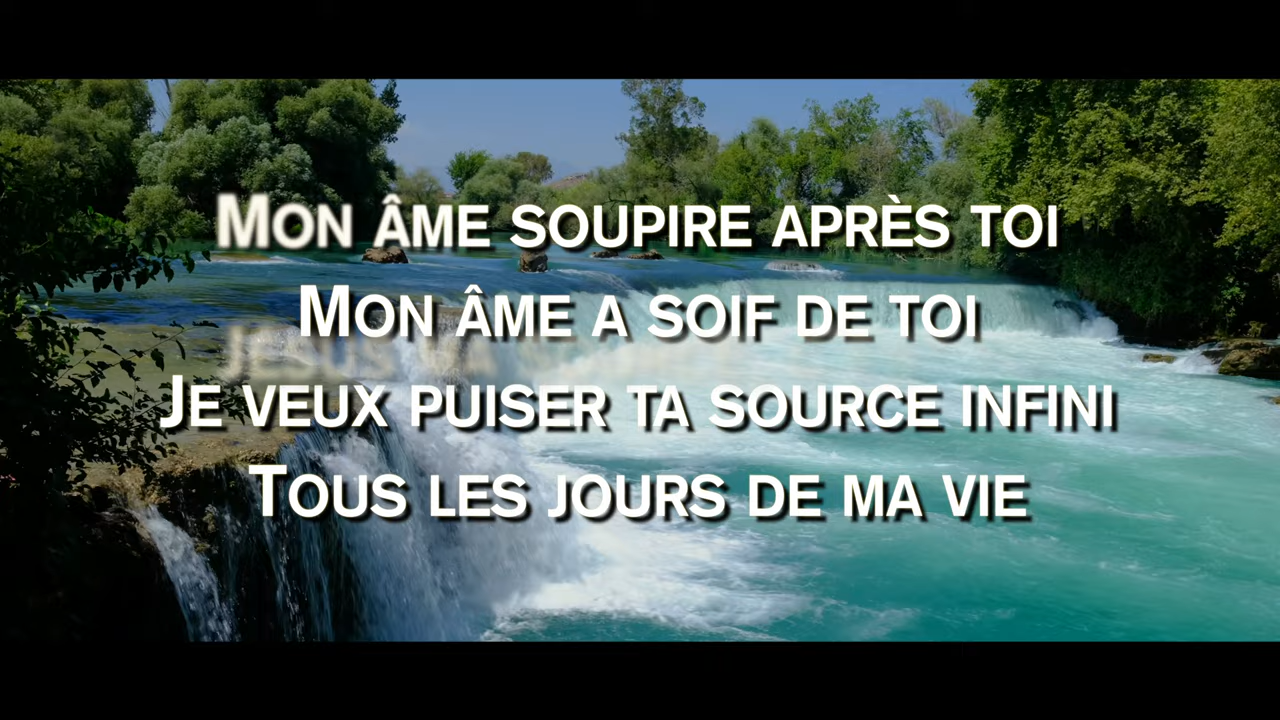 Mon âme soupire après toi
Mon âme a soif de toi
Je veux puiser ta source infini
Tous les jours de ma vie